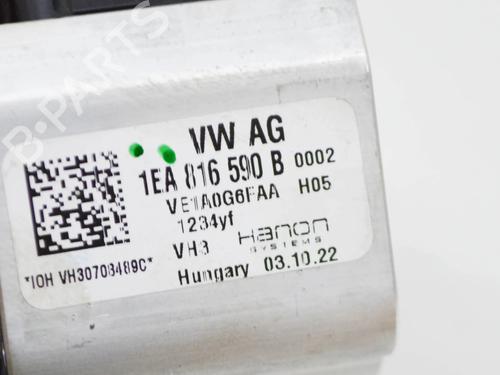 B-PARTS
VW AG
1EA 816 590 B 0002
VE1A0G6FAA H05
1234yf
VH3 Hanon
SYSTEMS
*IOH VH30708489C*
Hungary 03.10.22